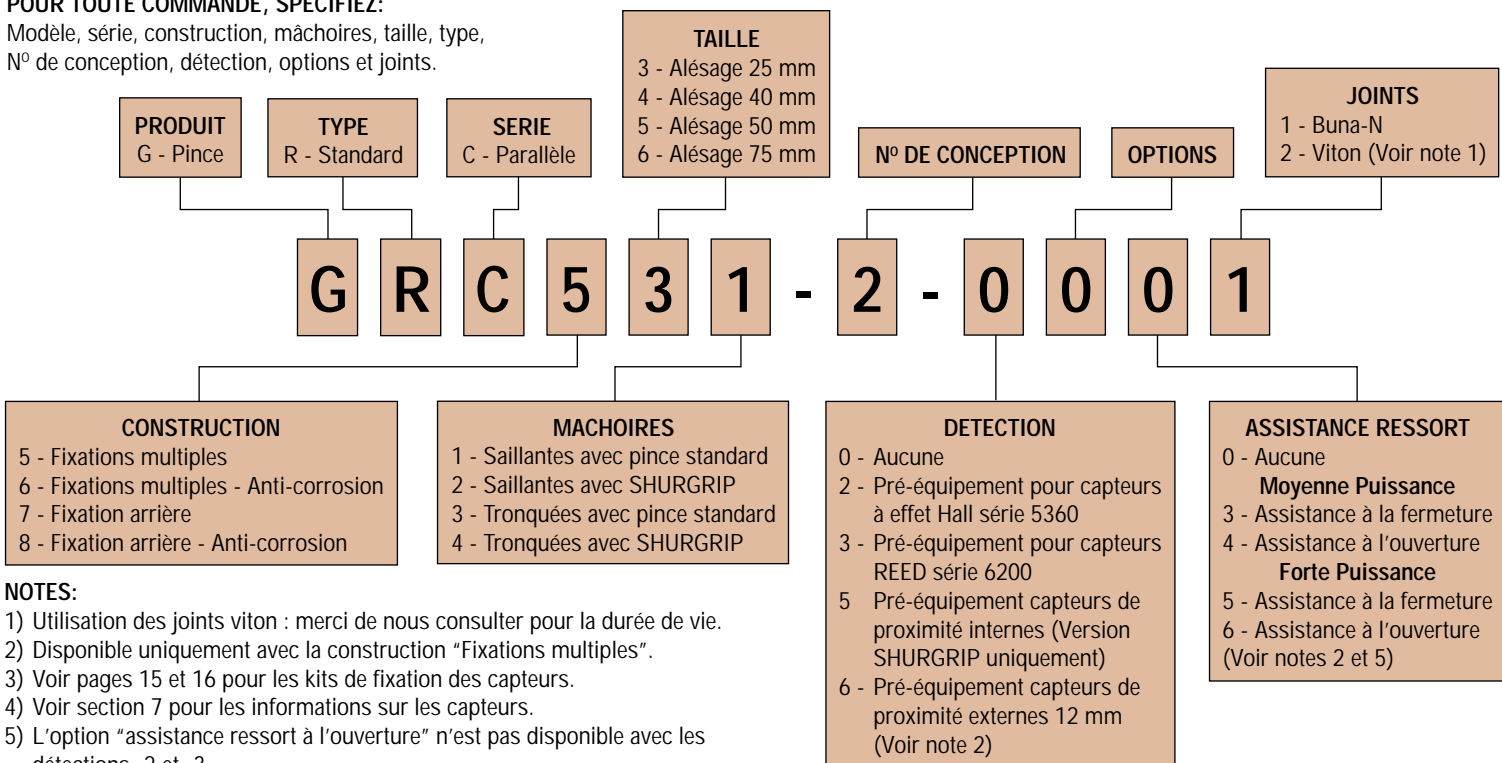 POUR TOUTE COMMANDE, SPECIFIEZ:
Modèle, série, construction, mâchoires, taille, type,
Nº de conception, détection, options et joints.
PRODUIT
G - Pince
TYPE
R - Standard
SERIE
C - Parallèle
TAILLE
3 - Alésage 25 mm
4 - Alésage 40 mm
5 - Alésage 50 mm
6 - Alésage 75 mm
Nº DE CONCEPTION
OPTIONS
JOINTS
1 - Buna-N
2 - Viton (Voir note 1)
G R C 5 3 1 - 2 - 0 0 0 1
CONSTRUCTION
5 - Fixations multiples
6 - Fixations multiples - Anti-corrosion
7 - Fixation arrière
8 - Fixation arrière - Anti-corrosion
MACHOIRES
1 - Saillantes avec pince standard
2 - Saillantes avec SHURGRIP
3 - Tronquées avec pince standard
4 - Tronquées avec SHURGRIP
DETECTION
0 - Aucune
2 - Pré-équipement pour capteurs
à effet Hall série 5360
3 - Pré-équipement pour capteurs
REED série 6200
5 Pré-équipement capteurs de
proximité internes (Version
SHURGRIP uniquement)
6 - Pré-équipement capteurs de
proximité externes 12 mm
(Voir note 2)
ASSISTANCE RESSORT
0 - Aucune
Moyenne Puissance
3 - Assistance à la fermeture
4 - Assistance à l'ouverture
Forte Puissance
5 - Assistance à la fermeture
6 - Assistance à l'ouverture
(Voir notes 2 et 5)
NOTES:
1) Utilisation des joints viton : merci de nous consulter pour la durée de vie.
2) Disponible uniquement avec la construction "Fixations multiples".
3) Voir pages 15 et 16 pour les kits de fixation des capteurs.
4) Voir section 7 pour les informations sur les capteurs.
5) L'option "assistance ressort à l'ouverture" n'est pas disponible avec les